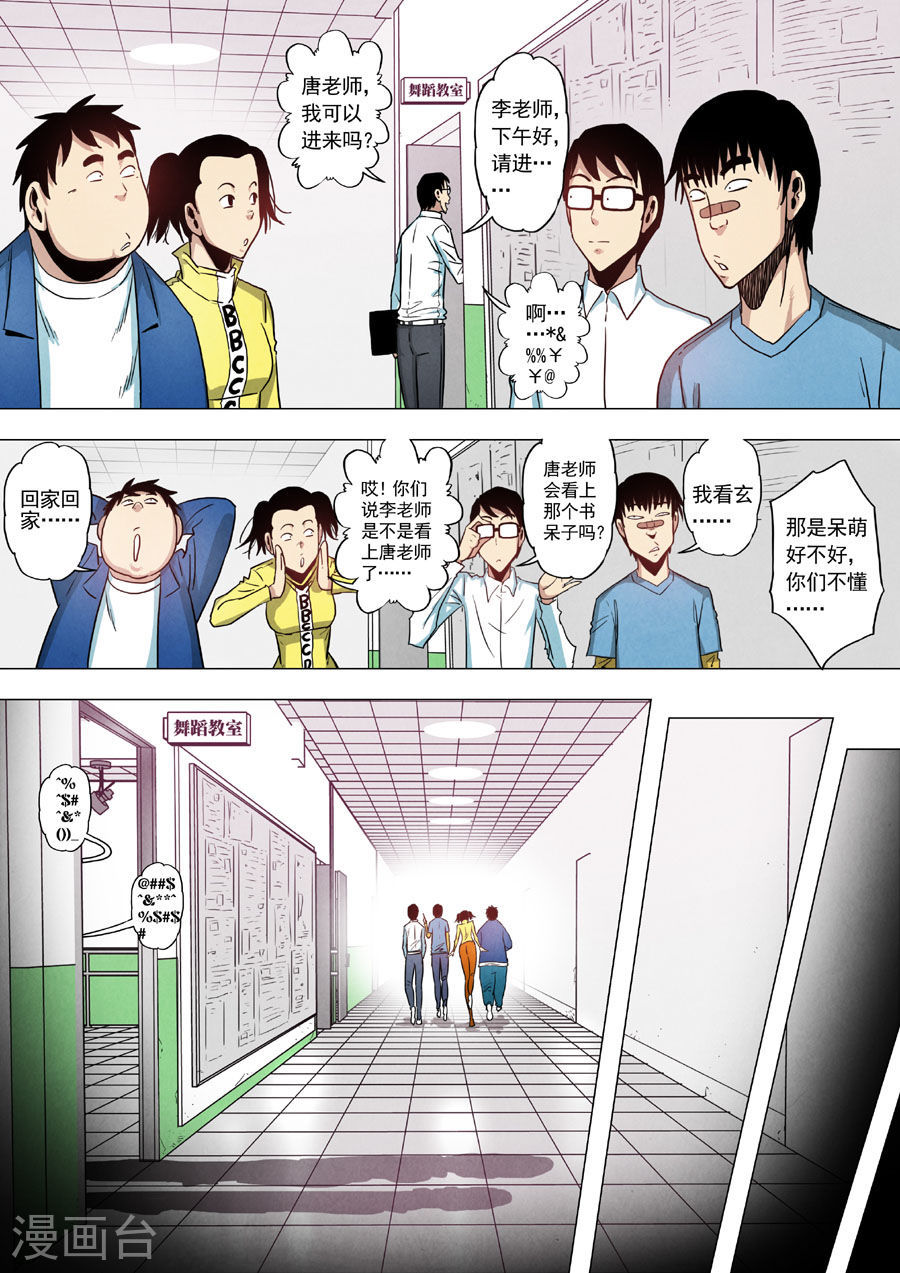 唐老师，
我可以
进来吗？
舞蹈教室
李老师，
下午好，
请进……
……
啊……
……*&
%%￥
￥@
BBCC
回家回
家……
哎！你们
说李老师
是不是看
上唐老师
了……
BBCCD
唐老师
会看上
那个书
呆子吗？
我看玄
……
那是呆萌
好不好，
你们不懂
……
舞蹈教室
^%
^$#
^&*
())_
@##$
^&**^
%$#$
#
漫画台